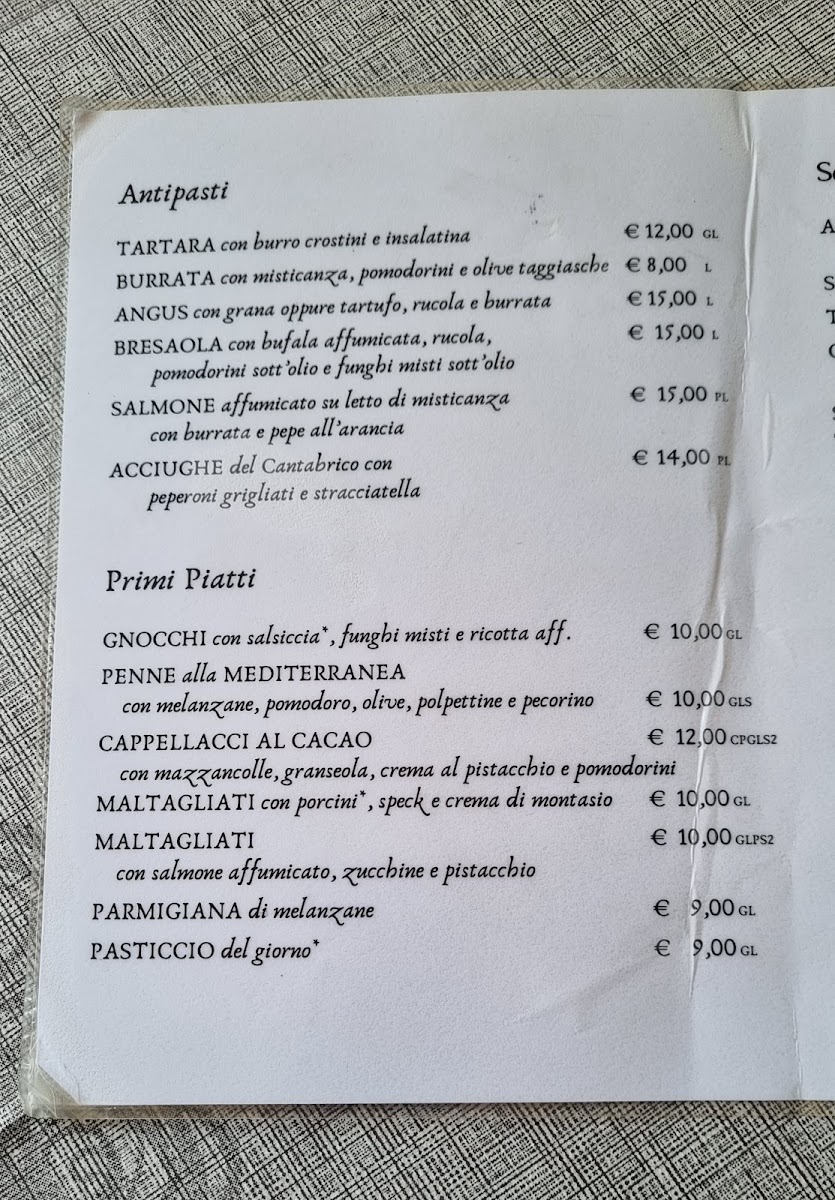 Antipasti
TARTARA con burro crostini e insalatina € 12,00 GL
BURRATA con misticanza, pomodorini e olive taggiasche € 8,00 L
ANGUS con grana oppure tartufo, rucola e burrata € 15,00 L
BRESAOLA con bufala affumicata, rucola, € 15,00 L
pomodorini sott'olio e funghi misti sott'olio
SALMONE affumicato su letto di misticanza € 15,00 PL
con burrata e pepe all'arancia
ACCIUGHE del Cantabrico con € 14,00 PL
peperoni grigliati e stracciatella
Primi Piatti
GNOCCHI con salsiccia*, funghi misti e ricotta aff. € 10,00 GL
PENNE alla MEDITERRANEA
con melanzane, pomodoro, olive, polpettine e pecorino € 10,00 GLS
CAPPELLACCI AL CACAO € 12,00 CPGLS2
con mazzancolle, granseola, crema al pistacchio e pomodorini
MALTAGLIATI con porcini*, speck e crema di montasio € 10,00 GL
MALTAGLIATI € 10,00 GLPS2
con salmone affumicato, zucchine e pistacchio
PARMIGIANA di melanzane € 9,00 GL
PASTICCIO del giorno* € 9,00 GL